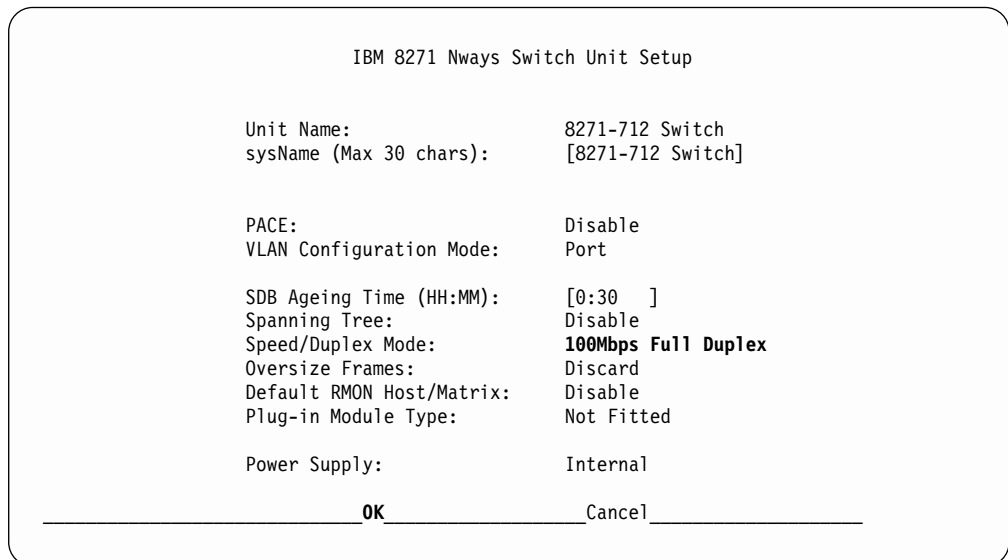 IBM 8271 Nways Switch Unit Setup
Unit Name: 8271-712 Switch
sysName (Max 30 chars): [8271-712 Switch]
PACE: Disable
VLAN Configuration Mode: Port
SDB Ageing Time (HH:MM): [0:30 ]
Spanning Tree: Disable
Speed/Duplex Mode: 100Mbps Full Duplex
Oversize Frames: Discard
Default RMON Host/Matrix: Disable
Plug-in Module Type: Not Fitted
Power Supply: Internal
OK Cancel